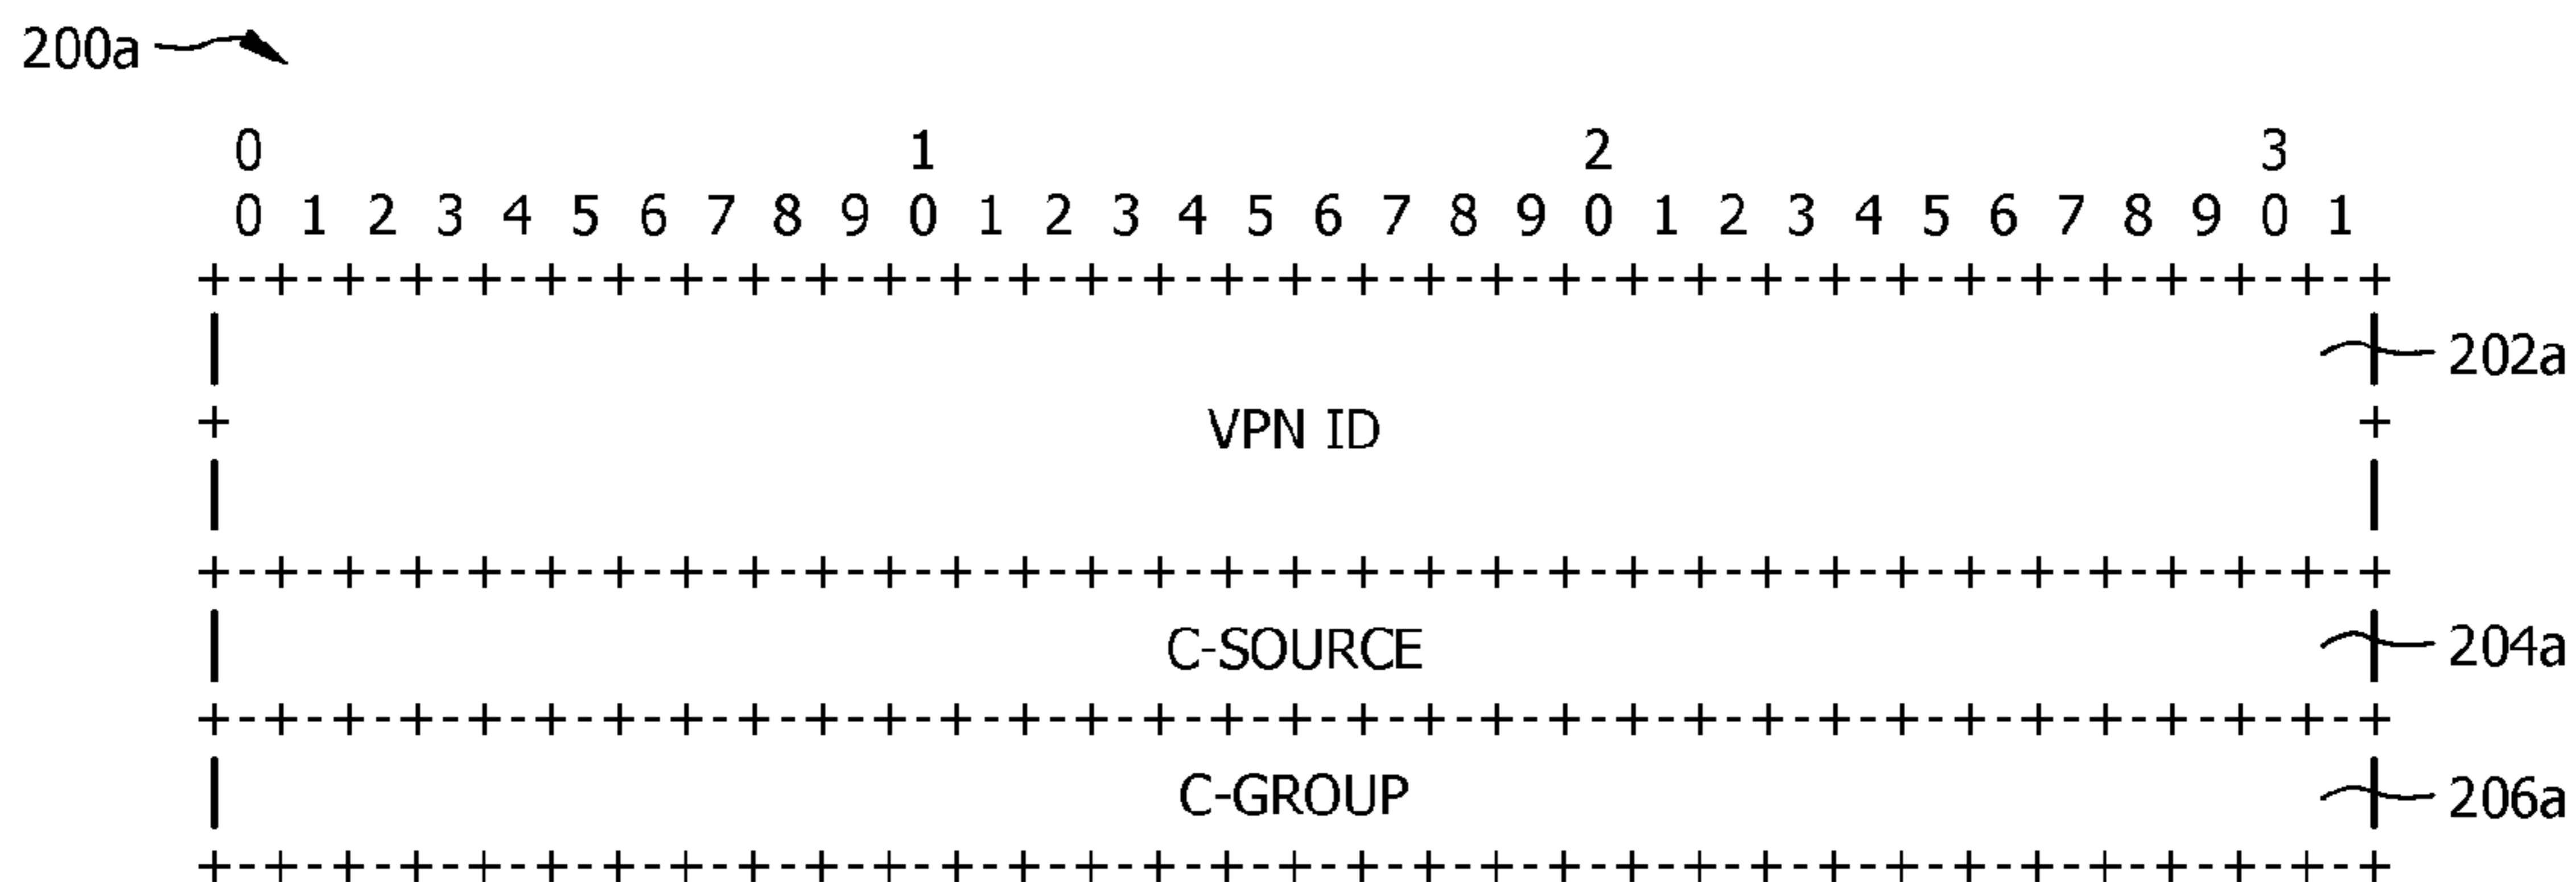 200a
0 1 2 3
0 1 2 3 4 5 6 7 8 9 0 1 2 3 4 5 6 7 8 9 0 1 2 3 4 5 6 7 8 9 0 1
+-+-+-+-+-+-+-+-+-+-+-+-+-+-+-+-+-+-+-+-+-+-+-+-+-+-+-+-+-+-+-+-+
| | 202a
+ VPN ID +
| |
+-+-+-+-+-+-+-+-+-+-+-+-+-+-+-+-+-+-+-+-+-+-+-+-+-+-+-+-+-+-+-+-+
| C-SOURCE | 204a
+-+-+-+-+-+-+-+-+-+-+-+-+-+-+-+-+-+-+-+-+-+-+-+-+-+-+-+-+-+-+-+-+
| C-GROUP | 206a
+-+-+-+-+-+-+-+-+-+-+-+-+-+-+-+-+-+-+-+-+-+-+-+-+-+-+-+-+-+-+-+-+